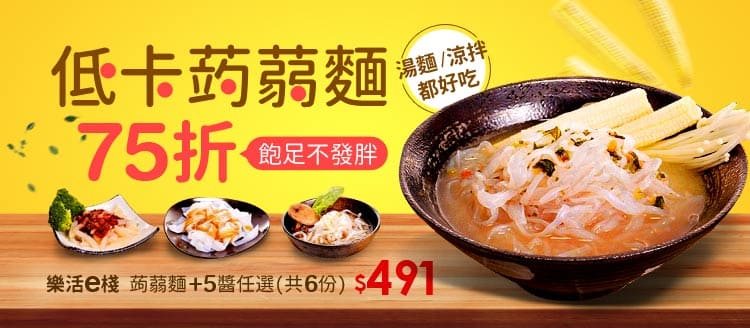 低卡蒟蒻麵
湯麵/涼拌
都好吃
75折
飽足不發胖
樂活e棧 蒟蒻麵+5醬任選(共6份) $491